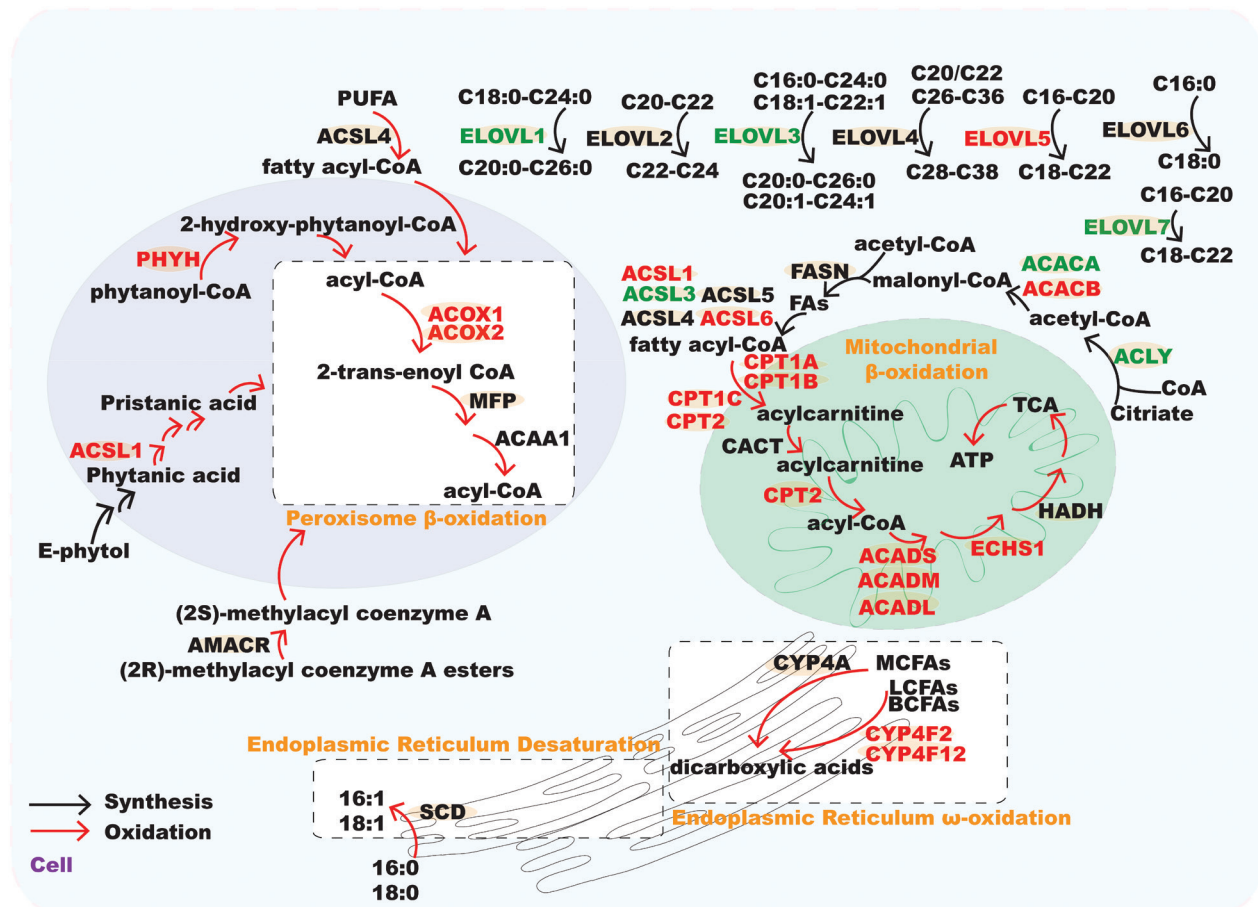 PUFA
ACSL4
fatty acyl-CoA
C18:0-C24:0
ELOVL1
C20:0-C26:0
C20-C22
ELOVL2
C22-C24
C16:0-C24:0
C18:1-C22:1
ELOVL3
C20:0-C26:0
C20:1-C24:1
C20/C22
C26-C36
ELOVL4
C28-C38
C16-C20
ELOVL5
C18-C22
C16:0
ELOVL6
C18:0
C16-C20
ELOVL7
C18-C22
2-hydroxy-phytanoyl-CoA
PHYH
phytanoyl-CoA
acyl-CoA
ACOX1
ACOX2
2-trans-enoyl CoA
MFP
ACAA1
acyl-CoA
Peroxisome β-oxidation
Pristanic acid
ACSL1
Phytanic acid
E-phytol
(2S)-methylacyl coenzyme A
AMACR
(2R)-methylacyl coenzyme A esters
acetyl-CoA
FASN
malonyl-CoA
ACACA
ACACB
acetyl-CoA
ACLY
CoA
Citriate
FAs
ACSL1
ACSL3 ACSL5
ACSL4 ACSL6
fatty acyl-CoA
CPT1A
CPT1B
CPT1C
CPT2
Mitochondrial
β-oxidation
acylcarnitine
CACT
acylcarnitine
CPT2
acyl-CoA
ACADS
ACADM
ACADL
ECHS1
HADH
TCA
ATP
CYP4A
MCFAs
LCFAs
BCFAs
CYP4F2
CYP4F12
dicarboxylic acids
Endoplasmic Reticulum ω-oxidation
Endoplasmic Reticulum Desaturation
16:1
18:1
SCD
16:0
18:0
Synthesis
Oxidation
Cell